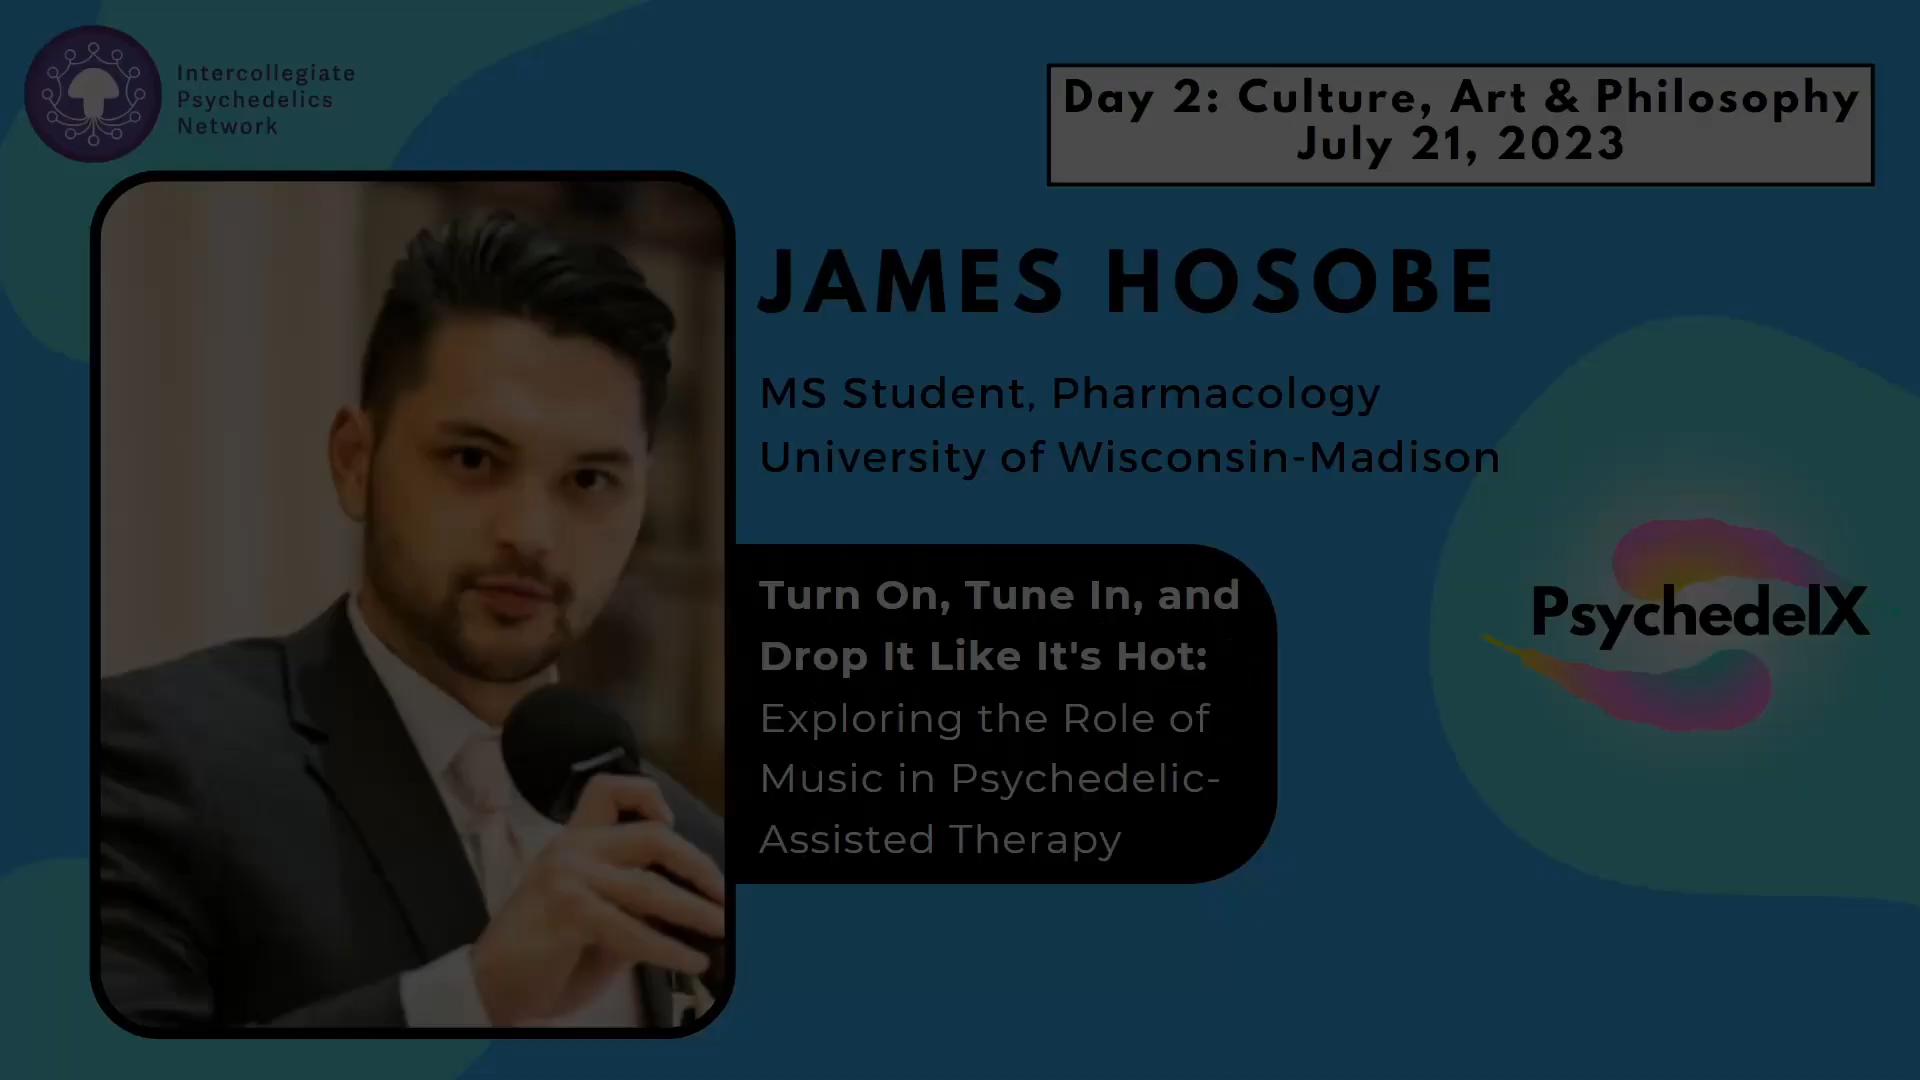 Intercollegiate
Psychedelics
Network
Day 2: Culture, Art & Philosophy
July 21, 2023
JAMES HOSOBE
MS Student, Pharmacology
University of Wisconsin-Madison
Turn On, Tune In, and
Drop It Like It's Hot:
Exploring the Role of
Music in Psychedelic-
Assisted Therapy
PsychedelX